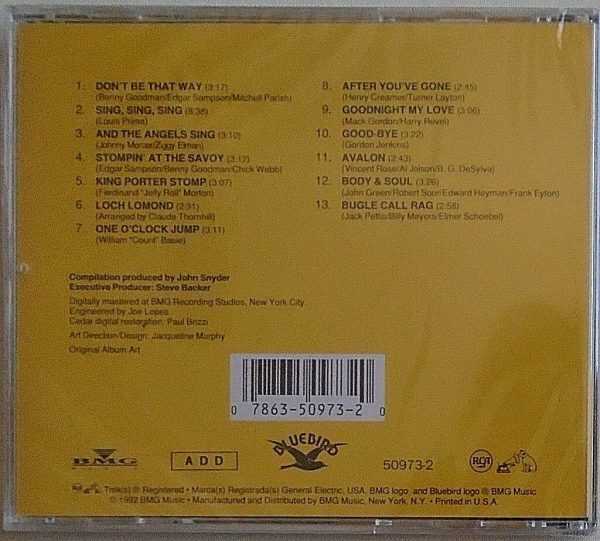 1. DON'T BE THAT WAY (3:17)
(Benny Goodman/Edgar Sampson/Mitchell Parish)
2. SING, SING, SING (8:38)
(Louis Prima)
3. AND THE ANGELS SING (3:10)
(Johnny Mercer/Ziggy Elman)
4. STOMPIN' AT THE SAVOY (3:12)
(Edgar Sampson/Benny Goodman/Chick Webb)
5. KING PORTER STOMP (3:07)
(Ferdinand "Jelly Roll" Morton)
6. LOCH LOMOND (2:51)
(Arranged by Claude Thornhill)
7. ONE O'CLOCK JUMP (3:11)
(William "Count" Basie)
8. AFTER YOU'VE GONE (2:45)
(Henry Creamer/Turner Layton)
9. GOODNIGHT MY LOVE (3:06)
(Mack Gordon/Harry Revel)
10. GOOD-BYE (3:22)
(Gordon Jenkins)
11. AVALON (2:43)
(Vincent Rose/Al Jolson/B. G. DeSylva)
12. BODY & SOUL (3:26)
(John Green/Robert Sour/Edward Heyman/Frank Eyton)
13. BUGLE CALL RAG (2:58)
(Jack Pettis/Billy Meyers/Elmer Schoebel)
Compilation produced by John Snyder
Executive Producer: Steve Backer
Digitally mastered at BMG Recording Studios, New York City
Engineered by Joe Lopes
Cedar digital restoration: Paul Brizzi
Art Direction/Design: Jacqueline Murphy
Original Album Art
0 7863-50973-2 0
BMG
ADD
BLUEBIRD
50973-2
RCA
Tmk(s) ® Registered • Marca(s) Registrada(s) General Electric, USA. BMG logo and Bluebird logo ® BMG Music
© 1992 BMG Music • Manufactured and Distributed by BMG Music, New York, N.Y. • Printed in U.S.A.